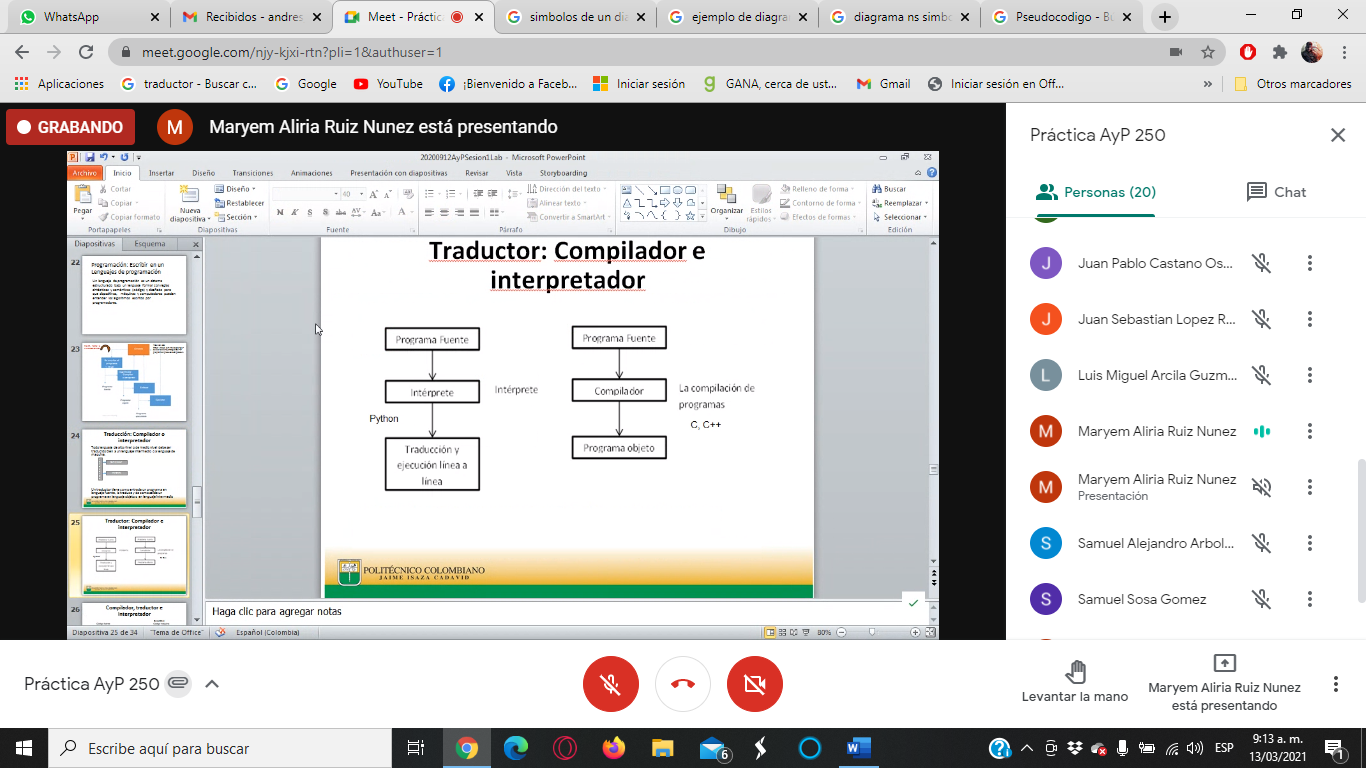 WhatsApp
Recibidos - andrés
Meet - Práctic
simbolos de un dia
ejemplo de diagran
diagrama ns simbo
Pseudocodigo - Bu
meet.google.com/njy-kjxi-rtn?pli=1&authuser=1
Aplicaciones
traductor - Buscar c...
Google
YouTube
¡Bienvenido a Faceb...
Iniciar sesión
GANA, cerca de ust...
Gmail
Iniciar sesión en Off...
»
Otros marcadores
GRABANDO
M
Maryem Aliria Ruiz Nunez está presentando
20200912AyPSesion1Lab - Microsoft PowerPoint
Archivo
Inicio
Insertar
Diseño
Transiciones
Animaciones
Presentación con diapositivas
Revisar
Vista
Storyboarding
Pegar
Cortar
Copiar
Copiar formato
Portapapeles
Nueva
diapositiva
Diseño
Restablecer
Sección
Diapositivas
40
Fuente
Dirección del texto
Alinear texto
Convertir a SmartArt
Párrafo
Organizar
Estilos
rápidos
Relleno de forma
Contorno de forma
Efectos de formas
Dibujo
Buscar
Reemplazar
Seleccionar
Edición
Diapositivas
Esquema
22
Programación: Escribir en un
Lenguajes de programación
23
24
Traducción: Compilador o
interpretador
25
Traductor: Compilador e
interpretador
26
Compilador, traductor e
Traductor: Compilador e
interpretador
Programa Fuente
Intérprete
Intérprete
Python
Traducción y
ejecución línea a
línea
Programa Fuente
Compilador
La compilación de
programas
C, C++
Programa objeto
POLITÉCNICO COLOMBIANO
JAIME ISAZA CADAVID
Haga clic para agregar notas
Diapositiva 25 de 34
"Tema de Office"
Español (Colombia)
80%
Práctica AyP 250
Personas (20)
Chat
J
Juan Pablo Castano Os...
J
Juan Sebastian Lopez R...
L
Luis Miguel Arcila Guzm...
M
Maryem Aliria Ruiz Nunez
M
Maryem Aliria Ruiz Nunez
Presentación
S
Samuel Alejandro Arbol...
S
Samuel Sosa Gomez
Práctica AyP 250
Levantar la mano
Maryem Aliria Ruiz Nunez
está presentando
Escribe aquí para buscar
6
ESP
9:13 a. m.
13/03/2021
1